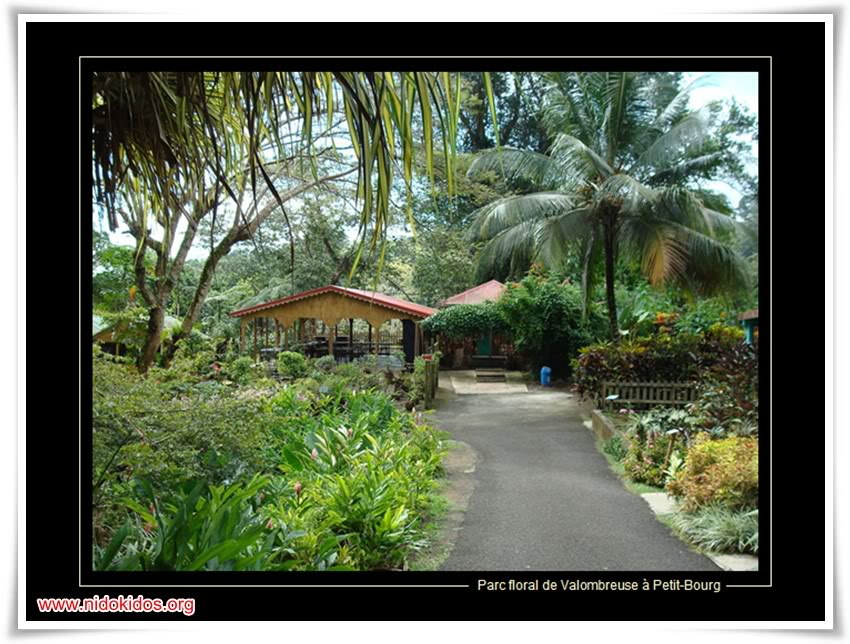 Parc floral de Valombreuse à Petit-Bourg
www.nidokidos.org